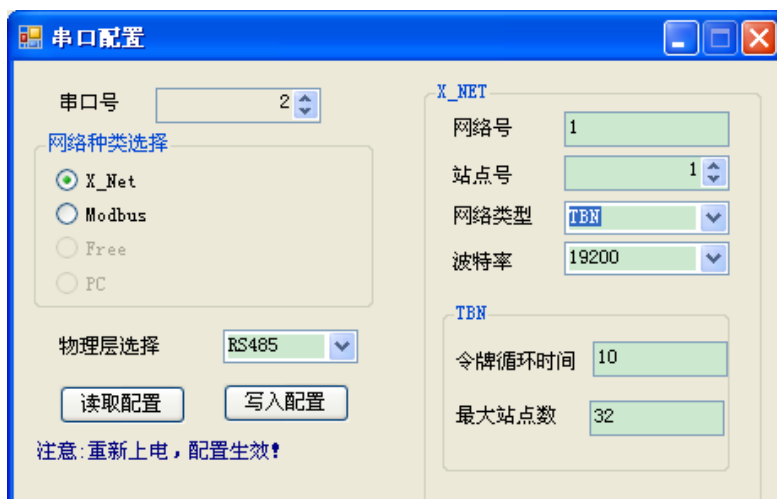 串口配置
串口号 2
网络种类选择
X_Net
Modbus
Free
PC
物理层选择 RS485
读取配置 写入配置
注意:重新上电，配置生效!
X_NET
网络号 1
站点号 1
网络类型 TBN
波特率 19200
TBN
令牌循环时间 10
最大站点数 32